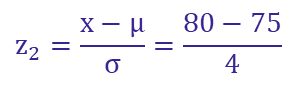 z₂ = (x − μ)/σ = (80 − 75)/4